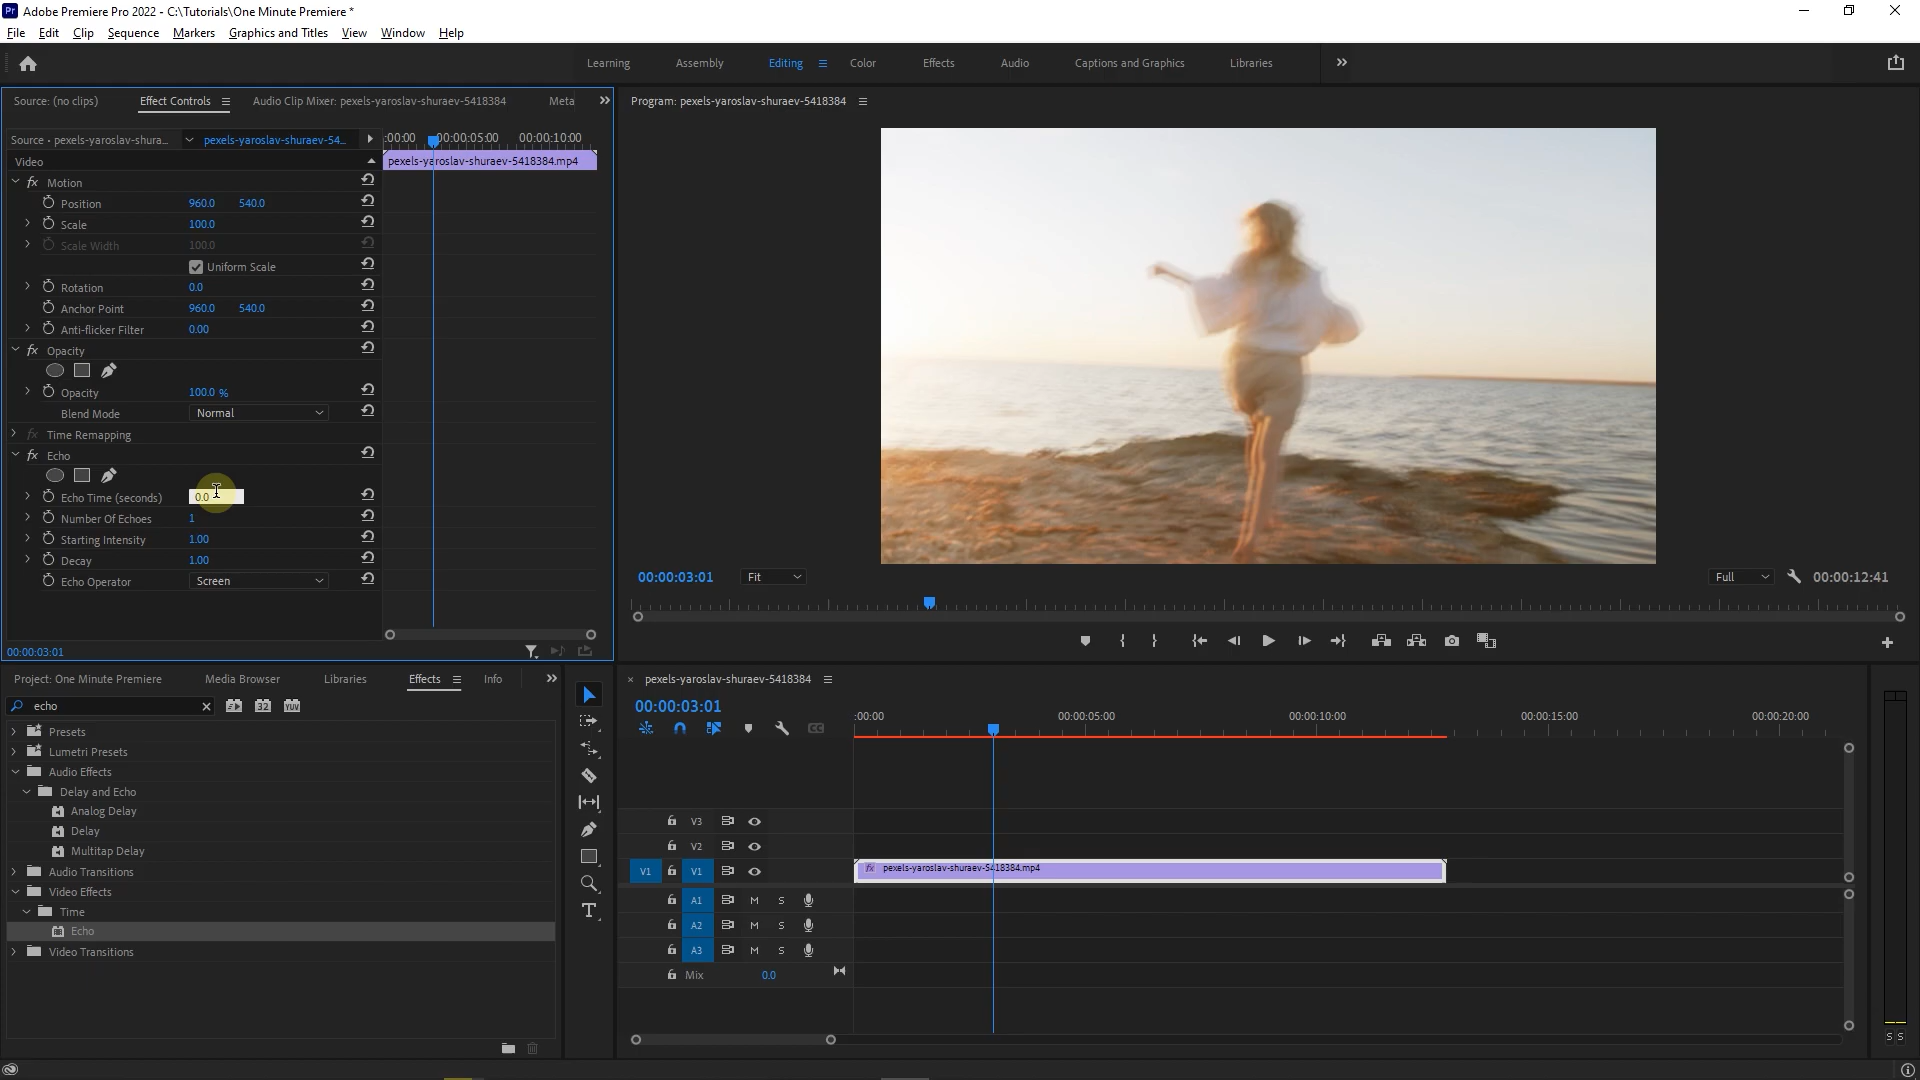 Pr Adobe Premiere Pro 2022 - C:\Tutorials\One Minute Premiere *
File Edit Clip Sequence Markers Graphics and Titles View Window Help
Learning Assembly Editing Color Effects Audio Captions and Graphics Libraries
Source: (no clips) Effect Controls Audio Clip Mixer: pexels-yaroslav-shuraev-5418384 Meta
Program: pexels-yaroslav-shuraev-5418384
Source • pexels-yaroslav-shura... pexels-yaroslav-shuraev-54... :00:00 00:00:05:00 00:00:10:00
Video pexels-yaroslav-shuraev-5418384.mp4
fx Motion
Position 960.0 540.0
Scale 100.0
Scale Width 100.0
Uniform Scale
Rotation 0.0
Anchor Point 960.0 540.0
Anti-flicker Filter 0.00
fx Opacity
Opacity 100.0 %
Blend Mode Normal
fx Time Remapping
fx Echo
Echo Time (seconds) 0.0
Number Of Echoes 1
Starting Intensity 1.00
Decay 1.00
Echo Operator Screen
00:00:03:01
00:00:03:01 Fit Full 00:00:12:41
Project: One Minute Premiere Media Browser Libraries Effects Info
echo 32 YUV
Presets
Lumetri Presets
Audio Effects
Delay and Echo
Analog Delay
Delay
Multitap Delay
Audio Transitions
Video Effects
Time
Echo
Video Transitions
T
× pexels-yaroslav-shuraev-5418384
00:00:03:01
CC
:00:00 00:00:05:00 00:00:10:00 00:00:15:00 00:00:20:00
V3
V2
V1 V1 fx pexels-yaroslav-shuraev-5418384.mp4
A1 M S
A2 M S
A3 M S
Mix 0.0
S S